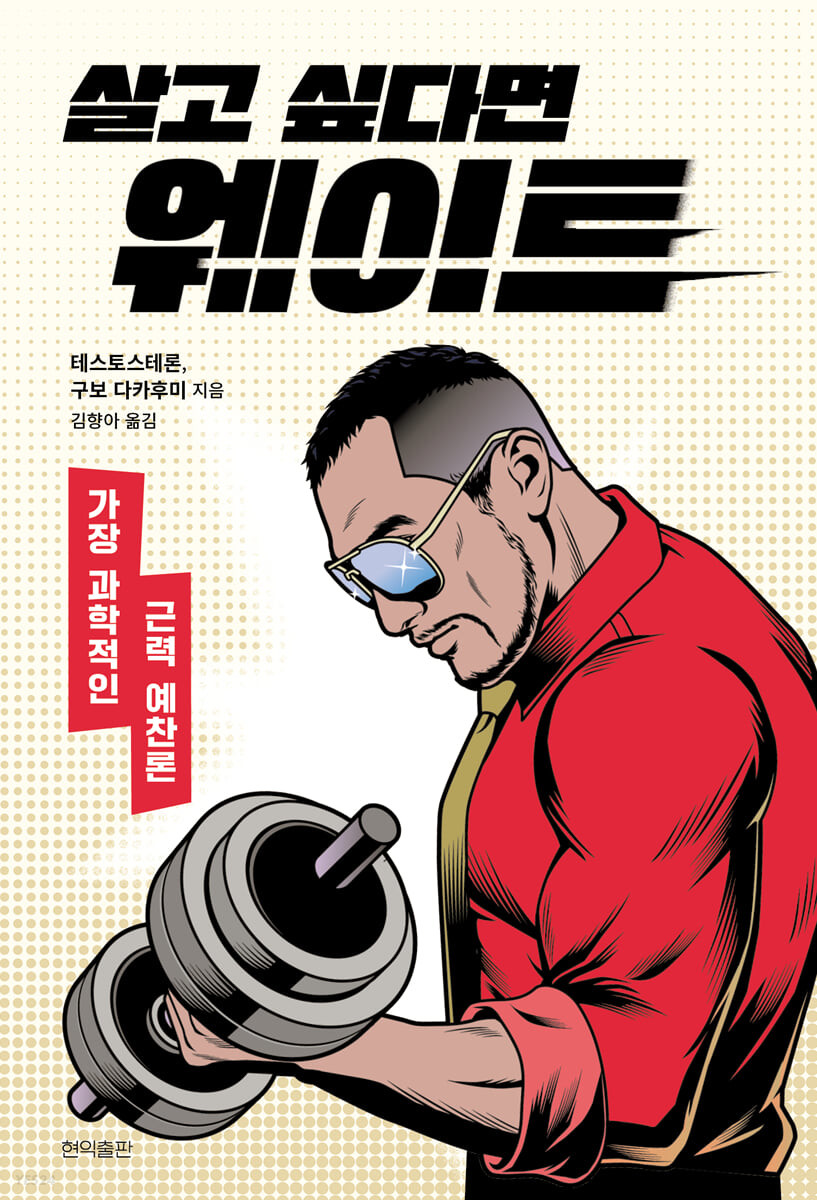 살고 싶다면
웨이트
테스토스테론,
구보 다카후미 지음
김향아 옮김
가장 과학적인
근력 예찬론
현익출판
YES24